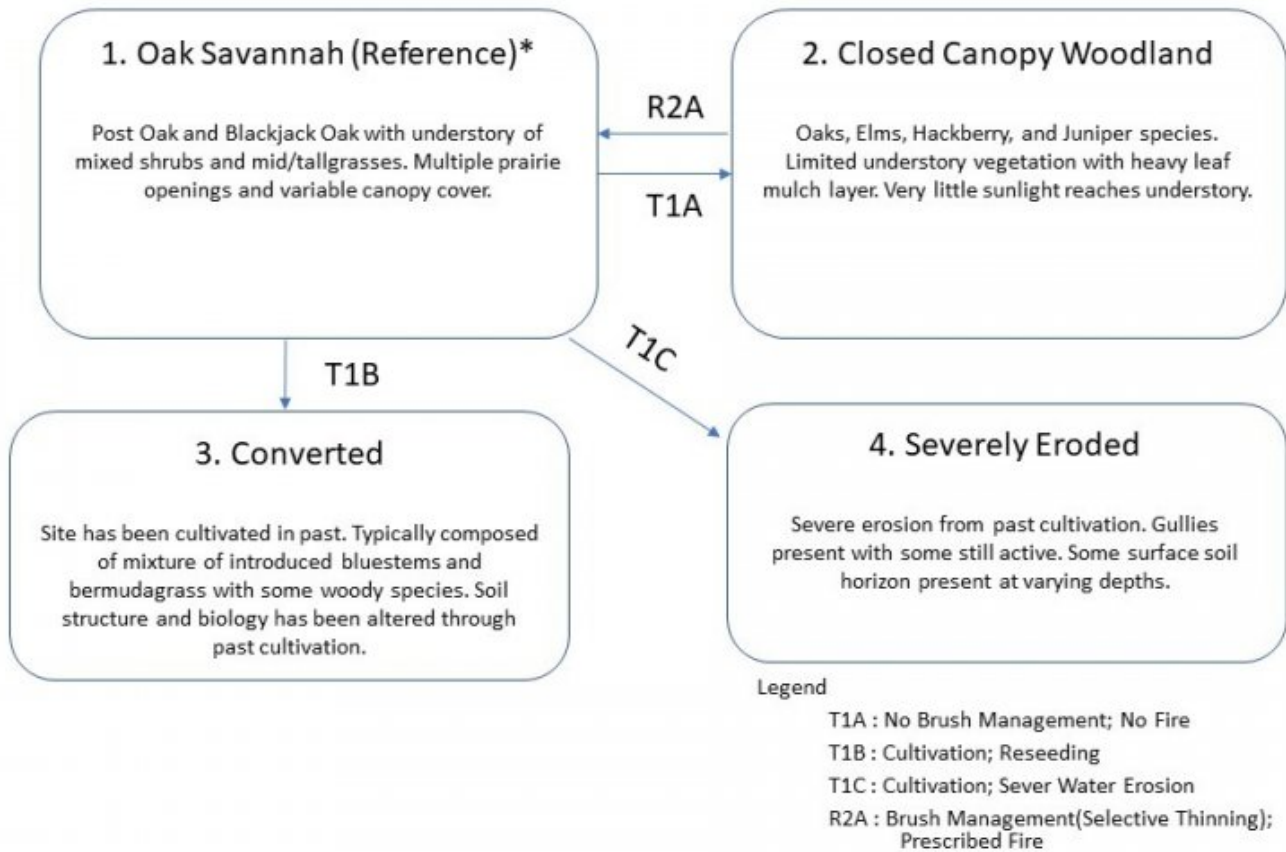 1. Oak Savannah (Reference)*
Post Oak and Blackjack Oak with understory of
mixed shrubs and mid/tallgrasses. Multiple prairie
openings and variable canopy cover.
R2A
T1A
2. Closed Canopy Woodland
Oaks, Elms, Hackberry, and Juniper species.
Limited understory vegetation with heavy leaf
mulch layer. Very little sunlight reaches understory.
T1B
T1C
3. Converted
Site has been cultivated in past. Typically composed
of mixture of introduced bluestems and
bermudagrass with some woody species. Soil
structure and biology has been altered through
past cultivation.
4. Severely Eroded
Severe erosion from past cultivation. Gullies
present with some still active. Some surface soil
horizon present at varying depths.
Legend
T1A : No Brush Management; No Fire
T1B : Cultivation; Reseeding
T1C : Cultivation; Sever Water Erosion
R2A : Brush Management(Selective Thinning);
Prescribed Fire